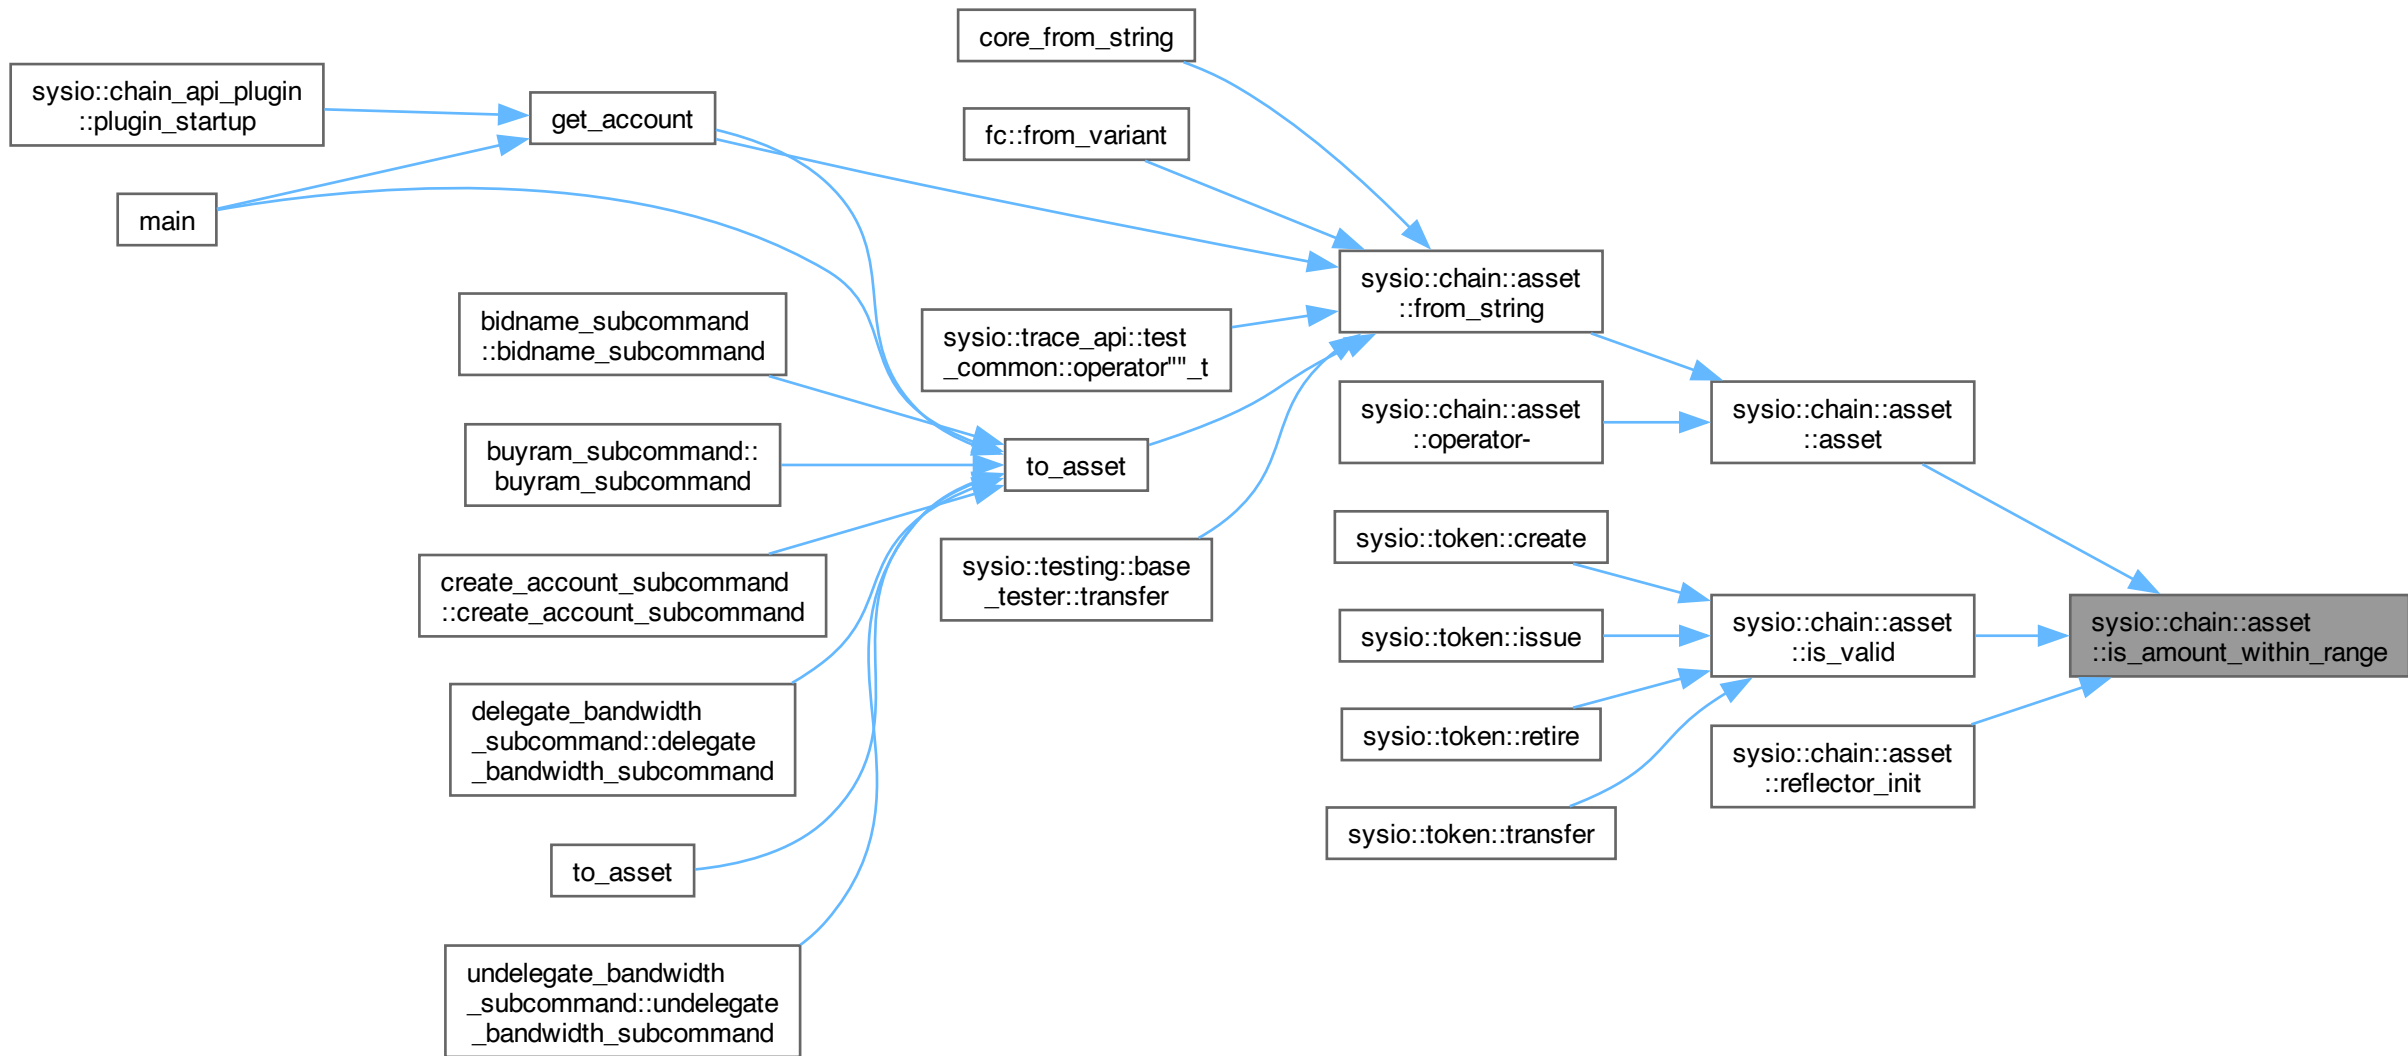 core_from_string
sysio::chain_api_plugin
::plugin_startup
get_account
fc::from_variant
main
sysio::chain::asset
::from_string
bidname_subcommand
::bidname_subcommand
sysio::trace_api::test
_common::operator""_t
buyram_subcommand::
buyram_subcommand
to_asset
sysio::chain::asset
::operator-
sysio::chain::asset
::asset
create_account_subcommand
::create_account_subcommand
sysio::testing::base
_tester::transfer
sysio::token::create
sysio::token::issue
sysio::chain::asset
::is_valid
sysio::chain::asset
::is_amount_within_range
delegate_bandwidth
_subcommand::delegate
_bandwidth_subcommand
sysio::token::retire
sysio::chain::asset
::reflector_init
sysio::token::transfer
to_asset
undelegate_bandwidth
_subcommand::undelegate
_bandwidth_subcommand